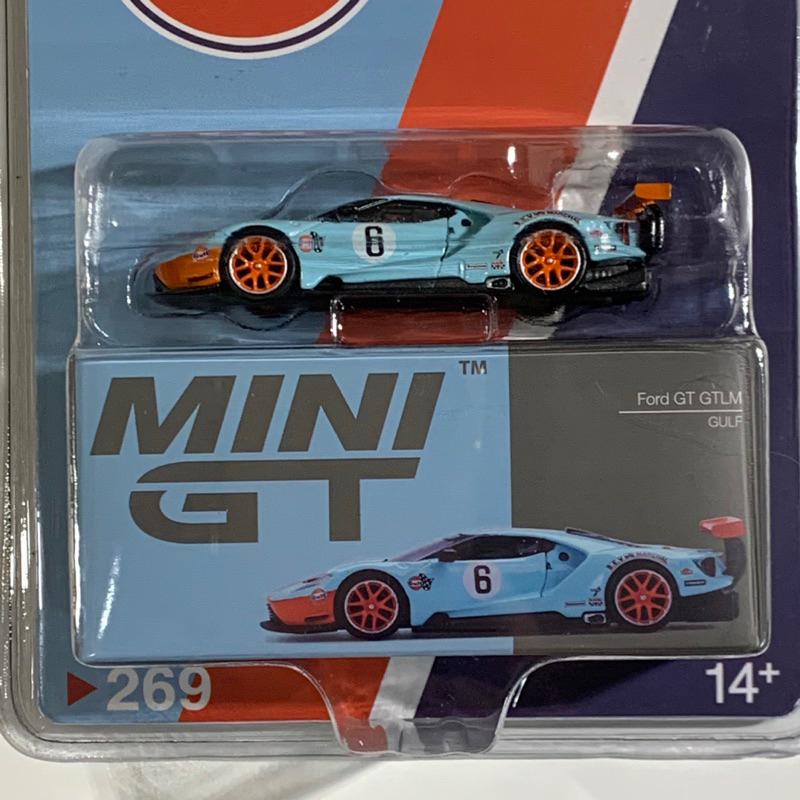 6
MINI
GT
TM
Ford GT GTLM
GULF
6
269
14+